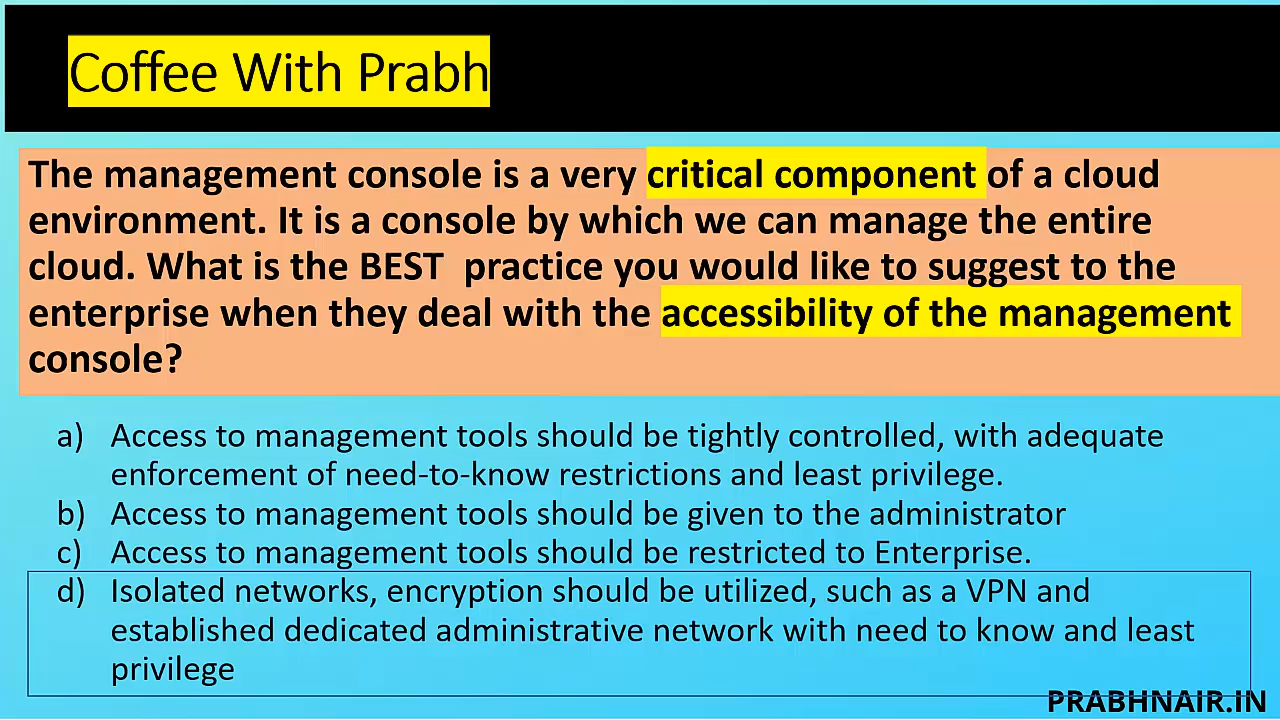 Coffee With Prabh
The management console is a very critical component of a cloud
environment. It is a console by which we can manage the entire
cloud. What is the BEST practice you would like to suggest to the
enterprise when they deal with the accessibility of the management
console?
a) Access to management tools should be tightly controlled, with adequate
enforcement of need-to-know restrictions and least privilege.
b) Access to management tools should be given to the administrator
c) Access to management tools should be restricted to Enterprise.
d) Isolated networks, encryption should be utilized, such as a VPN and
established dedicated administrative network with need to know and least
privilege
PRABHNAIR.IN